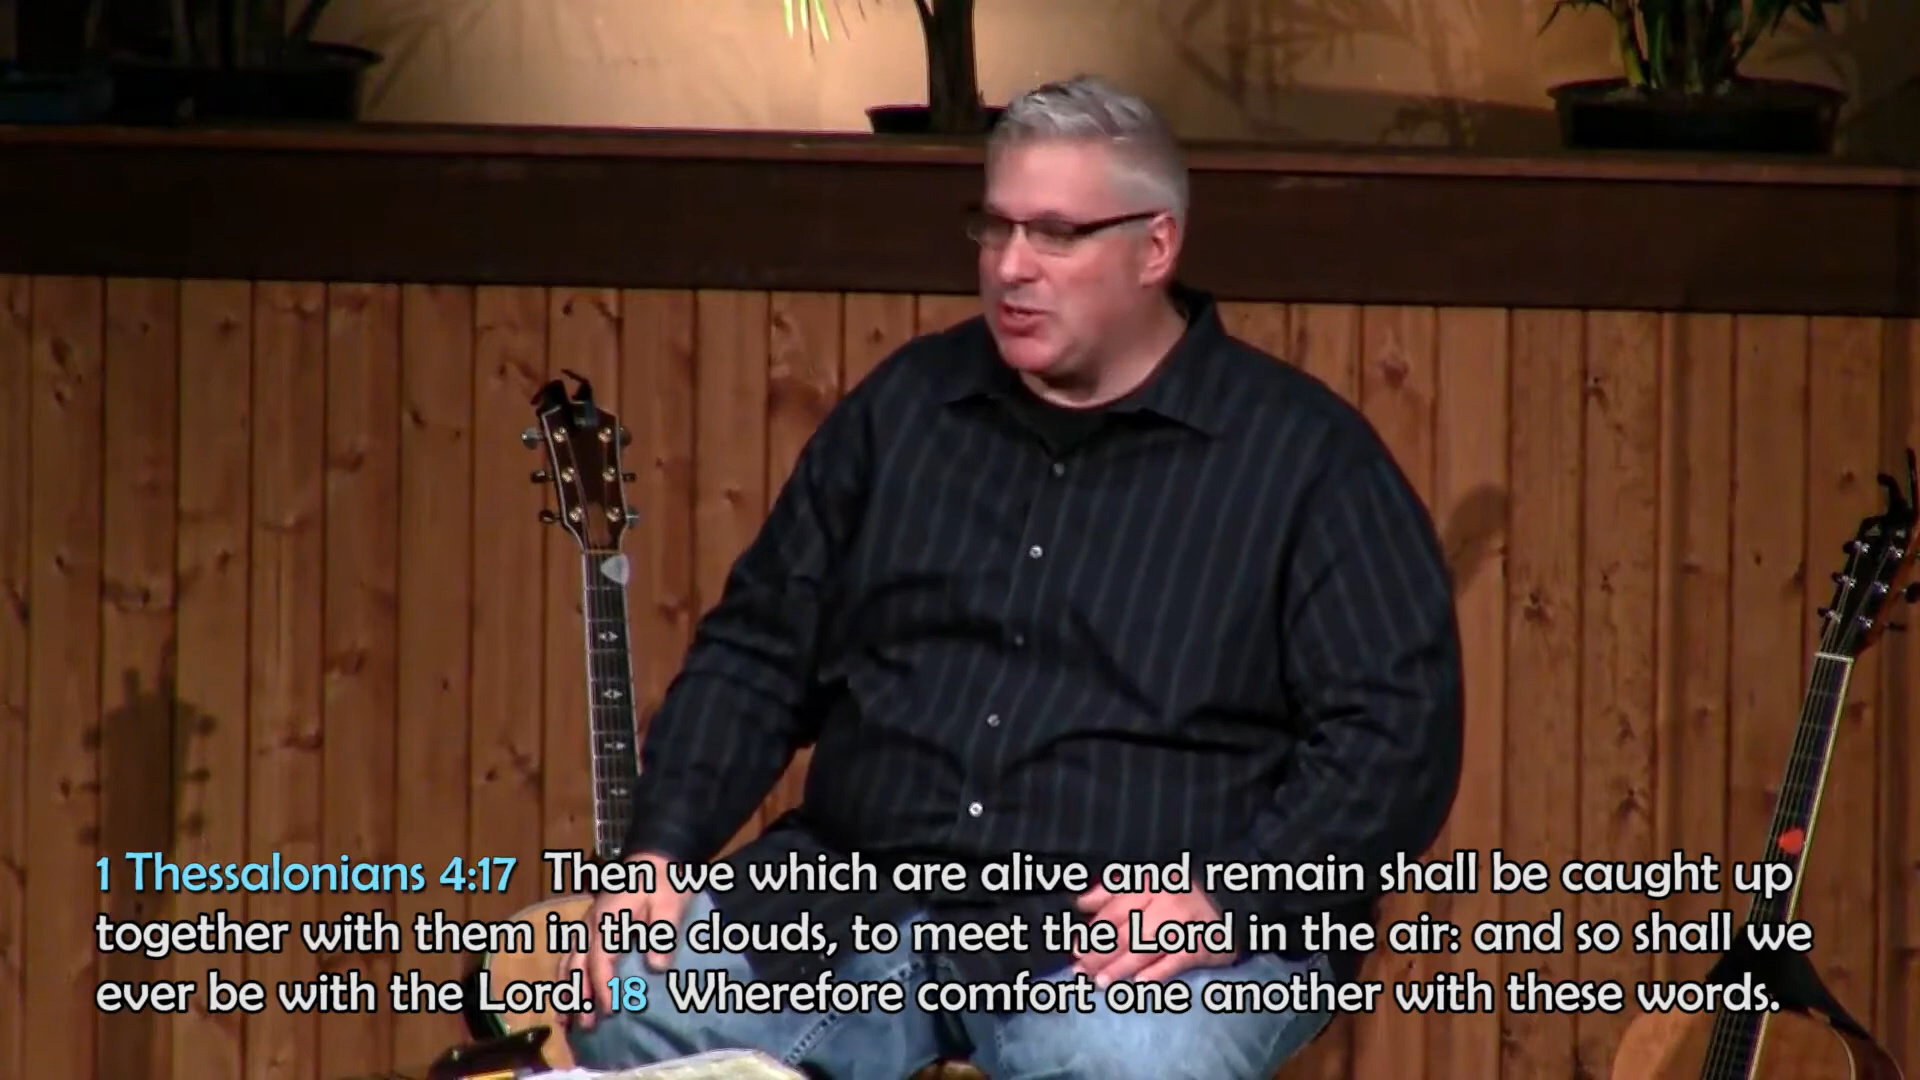 1 Thessalonians 4:17 Then we which are alive and remain shall be caught up
together with them in the clouds, to meet the Lord in the air: and so shall we
ever be with the Lord. 18 Wherefore comfort one another with these words.